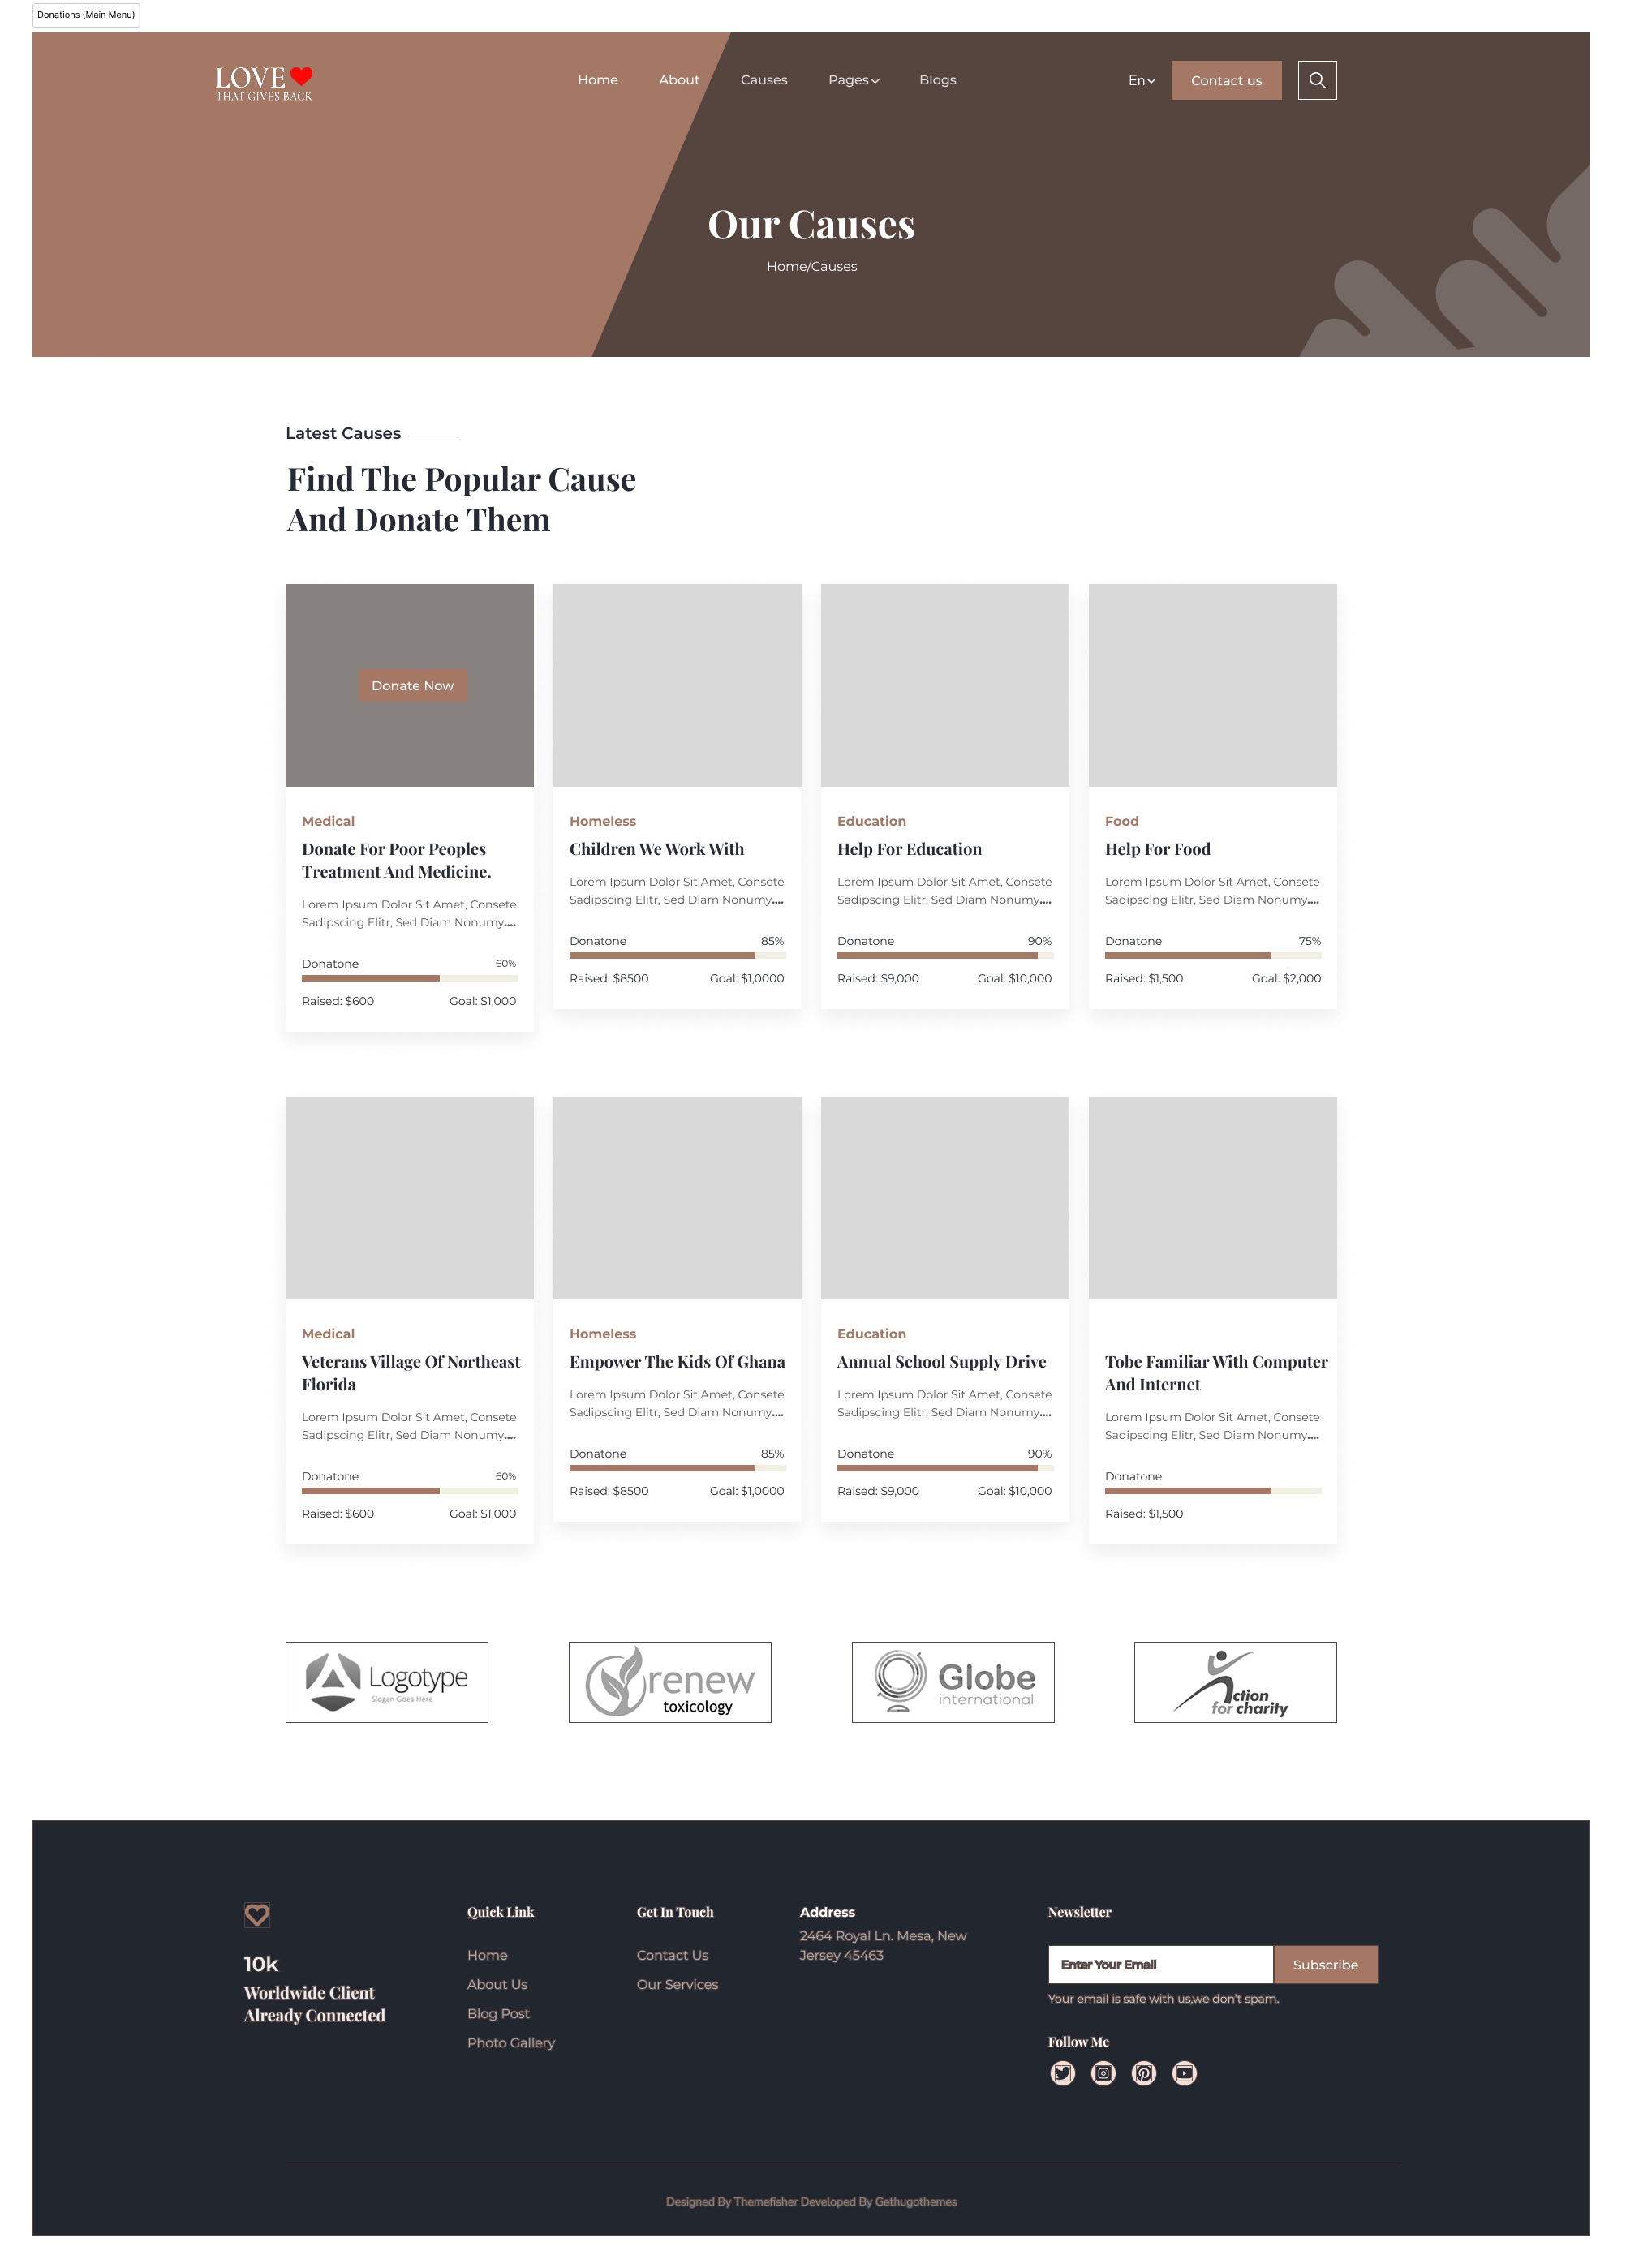 Donations (Main Menu)
LOVE
THAT GIVES BACK
Home About Causes Pages Blogs En Contact us
Our Causes
Home/Causes
Latest Causes
Find The Popular Cause
And Donate Them
Donate Now
Medical
Donate For Poor Peoples
Treatment And Medicine.
Lorem Ipsum Dolor Sit Amet, Consete
Sadipscing Elitr, Sed Diam Nonumy....
Donatone 60%
Raised: $600 Goal: $1,000
Homeless
Children We Work With
Lorem Ipsum Dolor Sit Amet, Consete
Sadipscing Elitr, Sed Diam Nonumy....
Donatone 85%
Raised: $8500 Goal: $1,0000
Education
Help For Education
Lorem Ipsum Dolor Sit Amet, Consete
Sadipscing Elitr, Sed Diam Nonumy....
Donatone 90%
Raised: $9,000 Goal: $10,000
Food
Help For Food
Lorem Ipsum Dolor Sit Amet, Consete
Sadipscing Elitr, Sed Diam Nonumy....
Donatone 75%
Raised: $1,500 Goal: $2,000
Medical
Veterans Village Of Northeast
Florida
Lorem Ipsum Dolor Sit Amet, Consete
Sadipscing Elitr, Sed Diam Nonumy....
Donatone 60%
Raised: $600 Goal: $1,000
Homeless
Empower The Kids Of Ghana
Lorem Ipsum Dolor Sit Amet, Consete
Sadipscing Elitr, Sed Diam Nonumy....
Donatone 85%
Raised: $8500 Goal: $1,0000
Education
Annual School Supply Drive
Lorem Ipsum Dolor Sit Amet, Consete
Sadipscing Elitr, Sed Diam Nonumy....
Donatone 90%
Raised: $9,000 Goal: $10,000
Tobe Familiar With Computer
And Internet
Lorem Ipsum Dolor Sit Amet, Consete
Sadipscing Elitr, Sed Diam Nonumy....
Donatone
Raised: $1,500
Logotype
Slogan Goes Here
renew
toxicology
Globe
international
Action
for charity
10k
Worldwide Client
Already Connected
Quick Link
Home
About Us
Blog Post
Photo Gallery
Get In Touch
Contact Us
Our Services
Address
2464 Royal Ln. Mesa, New
Jersey 45463
Newsletter
Enter Your Email Subscribe
Your email is safe with us,we don't spam.
Follow Me
Designed By Themefisher Developed By Gethugothemes